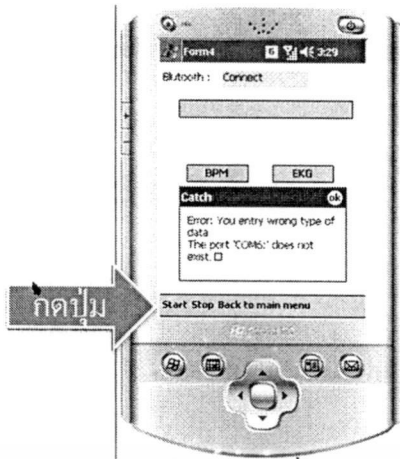 Form4 G 3:29
Blutooth : Connect
BPM EKG
Catch ok
Error: You entry wrong type of
data
The port 'COM6:' does not
exist. □
กดปุ่ม
Start Stop Back to main menu